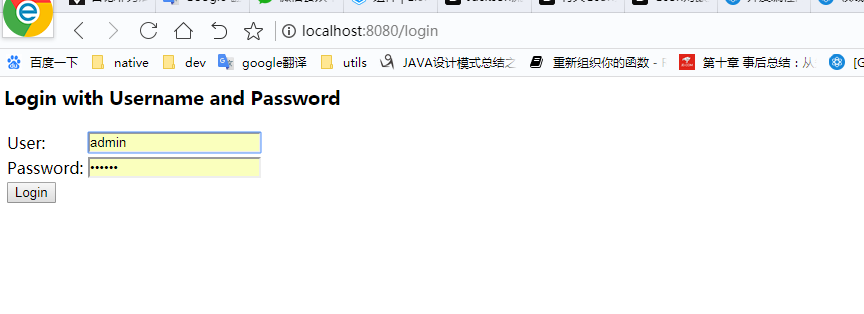 localhost:8080/login
百度一下 native dev google翻译 utils JAVA设计模式总结之 重新组织你的函数 - 第十章 事后总结：从 [G
Login with Username and Password
User: admin
Password: ••••••
Login